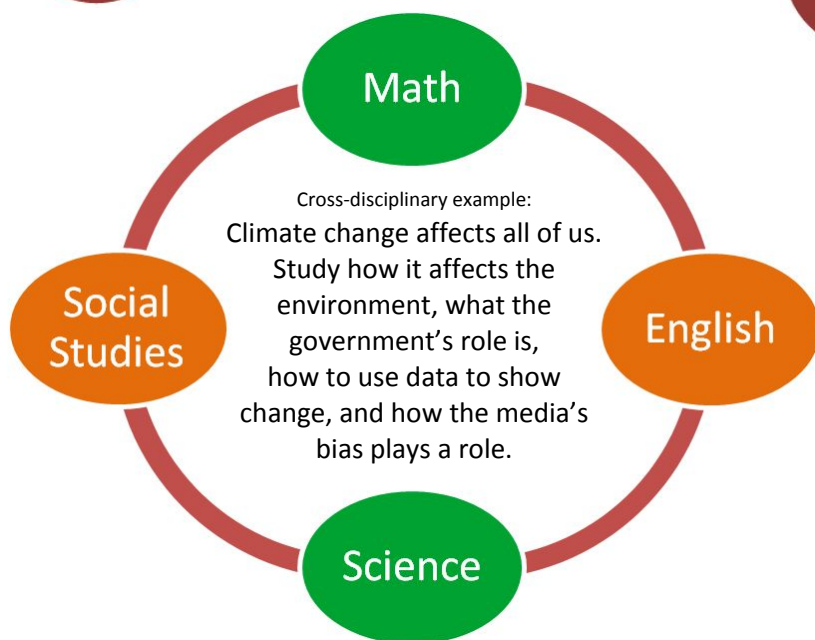 Math
Cross-disciplinary example:
Climate change affects all of us.
Study how it affects the
environment, what the
government’s role is,
how to use data to show
change, and how the media’s
bias plays a role.
Social
Studies
English
Science